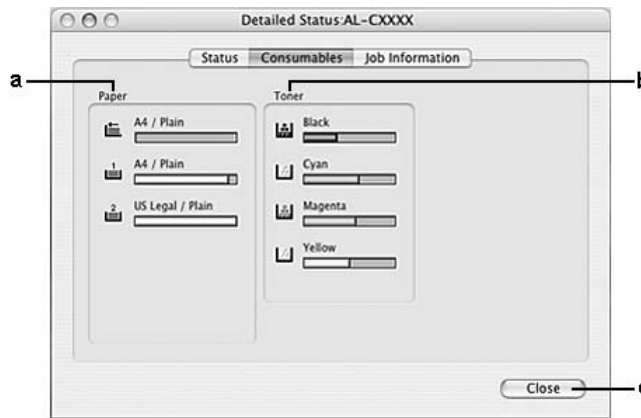 Detailed Status:AL-CXXXX
Status Consumables Job Information
a
b
Paper
Toner
A4 / Plain
1
A4 / Plain
2
US Legal / Plain
Black
Cyan
Magenta
Yellow
Close